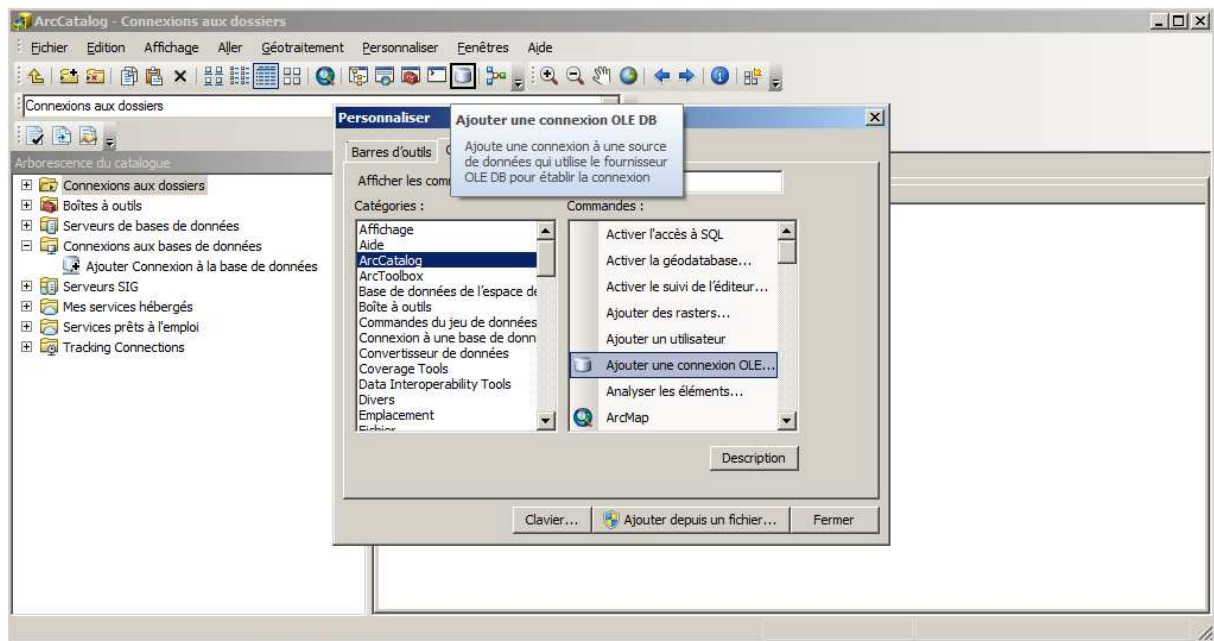 ArcCatalog - Connexions aux dossiers
Fichier Edition Affichage Aller Géotraitement Personnaliser Fenêtres Aide
Connexions aux dossiers
Arborescence du catalogue
Connexions aux dossiers
Boîtes à outils
Serveurs de bases de données
Connexions aux bases de données
Ajouter Connexion à la base de données
Serveurs SIG
Mes services hébergés
Services prêts à l'emploi
Tracking Connections
Personnaliser
Ajouter une connexion OLE DB
Ajoute une connexion à une source
de données qui utilise le fournisseur
OLE DB pour établir la connexion
Barres d'outils
Afficher les com
Catégories :
Affichage
Aide
ArcCatalog
ArcToolbox
Base de données de l'espace de
Boîte à outils
Commandes du jeu de données
Connexion à une base de donn
Convertisseur de données
Coverage Tools
Data Interoperability Tools
Divers
Emplacement
Fichier
Commandes :
Activer l'accès à SQL
Activer la géodatabase...
Activer le suivi de l'éditeur...
Ajouter des rasters...
Ajouter un utilisateur
Ajouter une connexion OLE...
Analyser les éléments...
ArcMap
Description
Clavier... Ajouter depuis un fichier... Fermer